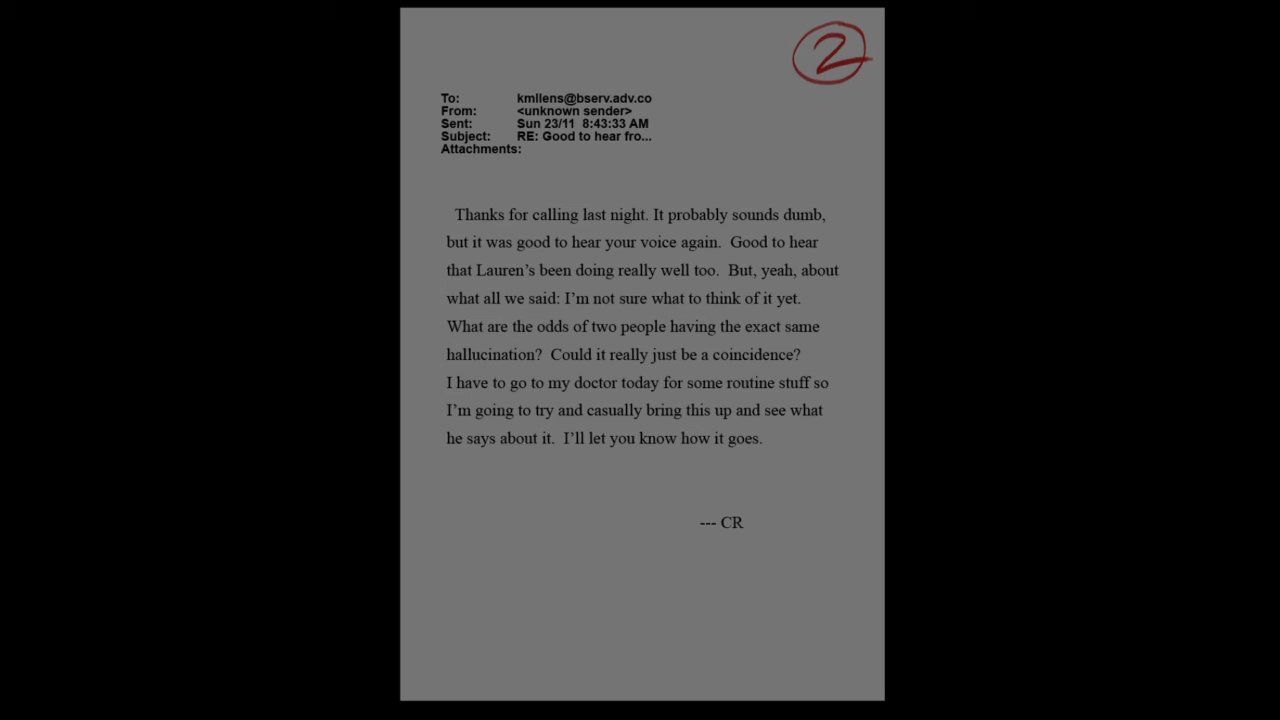 2
To: kmllens@bserv.adv.co
From: <unknown sender>
Sent: Sun 23/11  8:43:33 AM
Subject: RE: Good to hear fro...
Attachments:
Thanks for calling last night. It probably sounds dumb,
but it was good to hear your voice again.  Good to hear
that Lauren's been doing really well too.  But, yeah, about
what all we said: I'm not sure what to think of it yet.
What are the odds of two people having the exact same
hallucination?  Could it really just be a coincidence?
I have to go to my doctor today for some routine stuff so
I'm going to try and casually bring this up and see what
he says about it.  I'll let you know how it goes.
--- CR